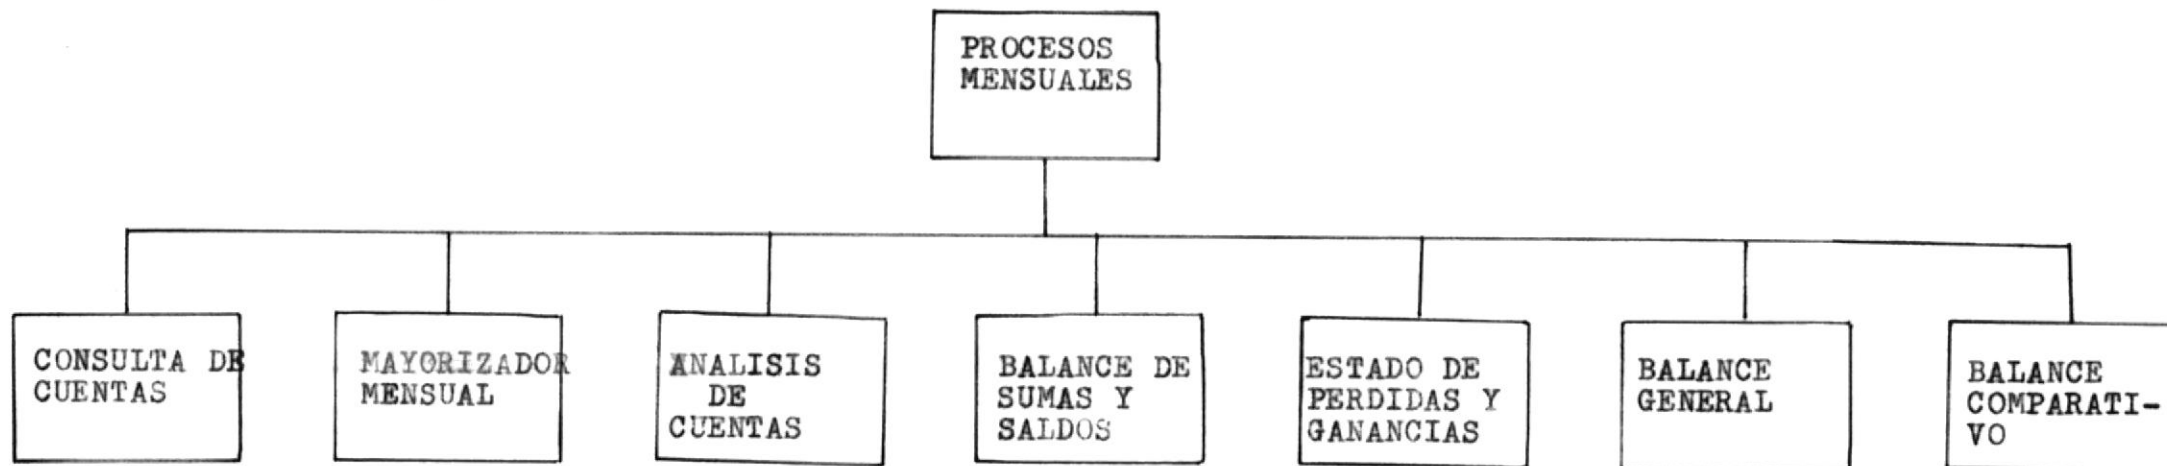 PROCESOS
MENSUALES
CONSULTA DE
CUENTAS
MAYORIZADOR
MENSUAL
ANALISIS
DE
CUENTAS
BALANCE DE
SUMAS Y
SALDOS
ESTADO DE
PERDIDAS Y
GANANCIAS
BALANCE
GENERAL
BALANCE
COMPARATI-
VO